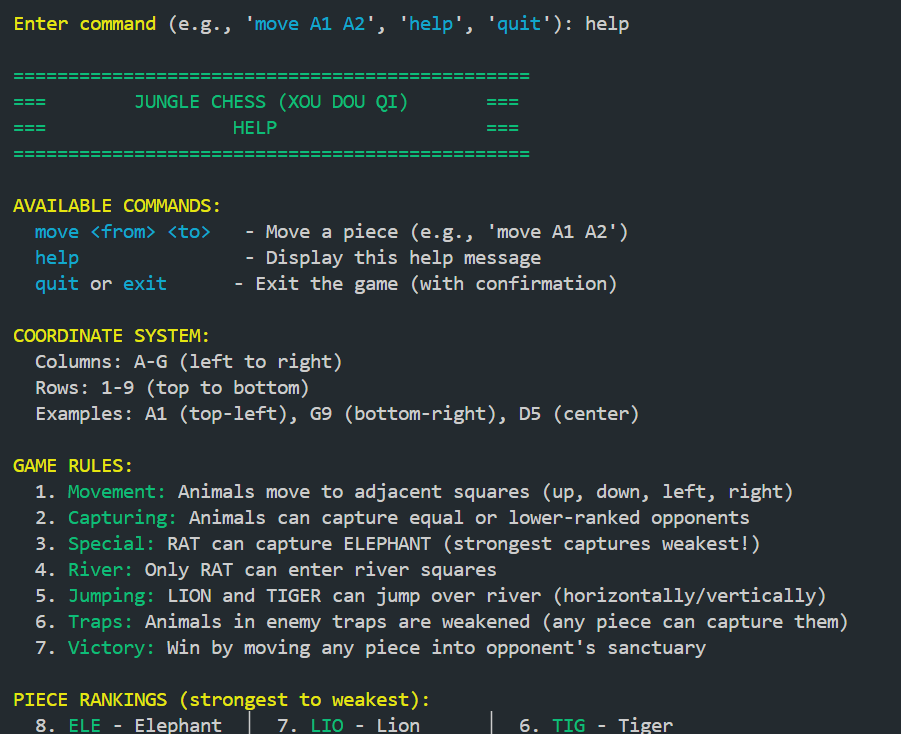 Enter command (e.g., 'move A1 A2', 'help', 'quit'): help
===============================================
===        JUNGLE CHESS (XOU DOU QI)       ===
===                 HELP                   ===
===============================================
AVAILABLE COMMANDS:
move <from> <to>   - Move a piece (e.g., 'move A1 A2')
help               - Display this help message
quit or exit      - Exit the game (with confirmation)
COORDINATE SYSTEM:
Columns: A-G (left to right)
Rows: 1-9 (top to bottom)
Examples: A1 (top-left), G9 (bottom-right), D5 (center)
GAME RULES:
1. Movement: Animals move to adjacent squares (up, down, left, right)
2. Capturing: Animals can capture equal or lower-ranked opponents
3. Special: RAT can capture ELEPHANT (strongest captures weakest!)
4. River: Only RAT can enter river squares
5. Jumping: LION and TIGER can jump over river (horizontally/vertically)
6. Traps: Animals in enemy traps are weakened (any piece can capture them)
7. Victory: Win by moving any piece into opponent's sanctuary
PIECE RANKINGS (strongest to weakest):
8. ELE - Elephant  │  7. LIO - Lion      │  6. TIG - Tiger